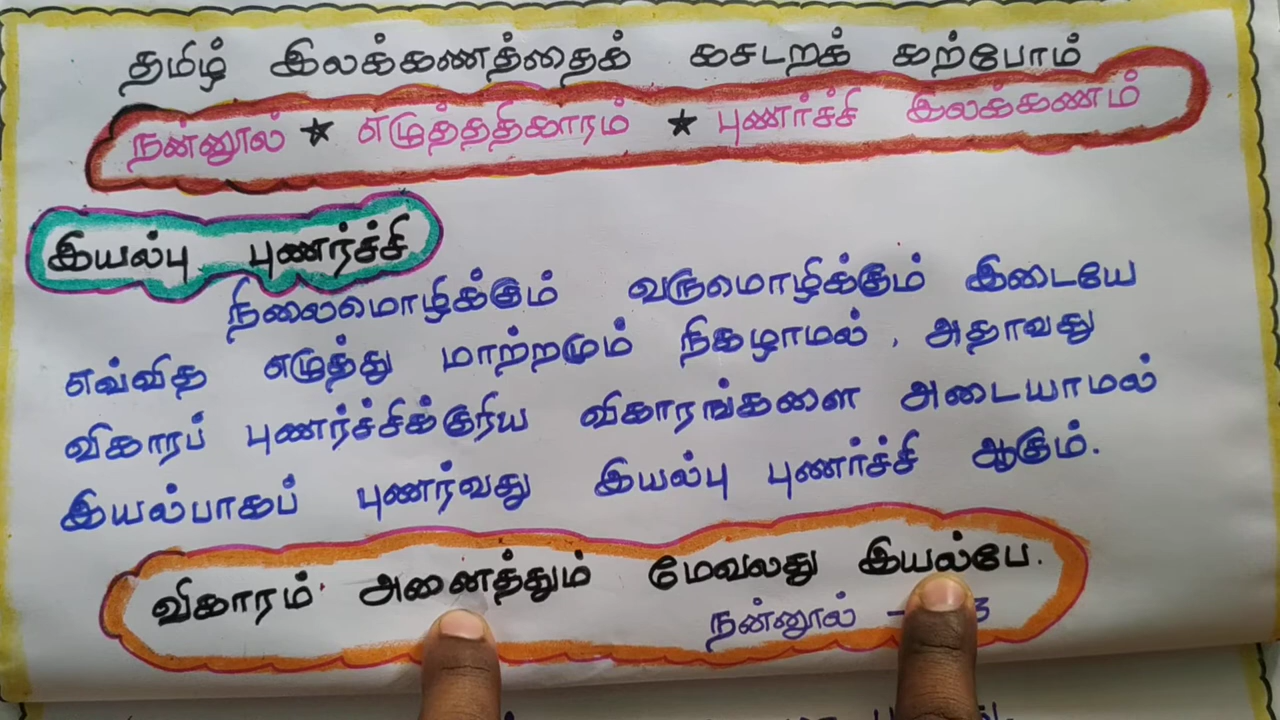 தமிழ் இலக்கணத்தைக் கசடறக் கற்போம்
நன்னூல் ★ எழுத்ததிகாரம் ★ புணர்ச்சி இலக்கணம்
இயல்பு புணர்ச்சி
நிலைமொழிக்கும் வருமொழிக்கும் இடையே
எவ்வித எழுத்து மாற்றமும் நிகழாமல், அதாவது
விகாரப் புணர்ச்சிக்குரிய விகாரங்களை அடையாமல்
இயல்பாகப் புணர்வது இயல்பு புணர்ச்சி ஆகும்.
விகாரம் அனைத்தும் மேவலது இயல்பே.
நன்னூல் -